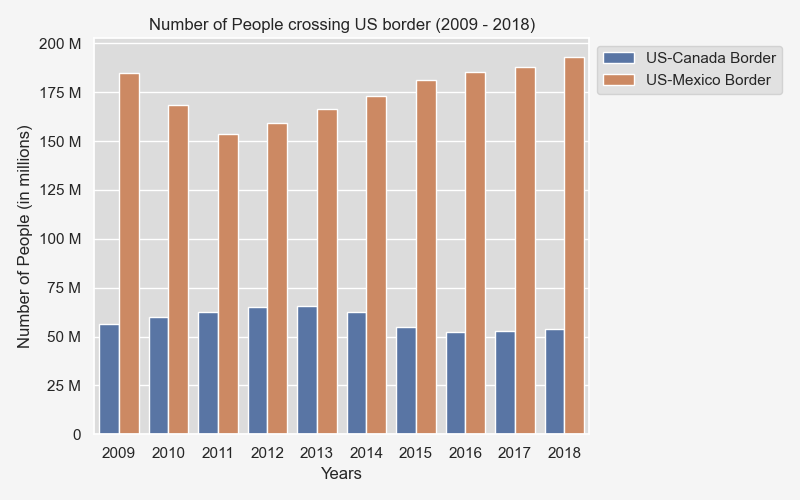 Number of People crossing US border (2009 - 2018)
US-Canada Border
US-Mexico Border
Number of People (in millions)
200 M
175 M
150 M
125 M
100 M
75 M
50 M
25 M
0
2009 2010 2011 2012 2013 2014 2015 2016 2017 2018
Years